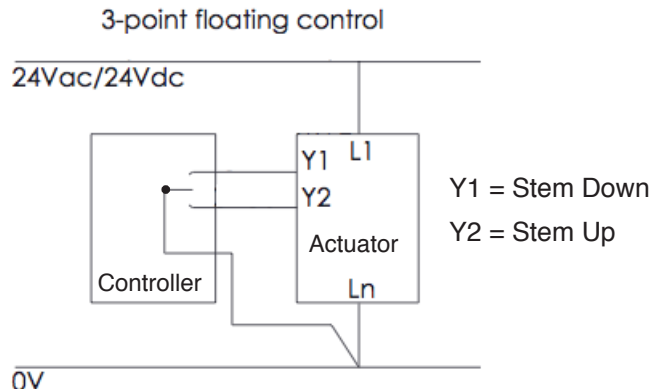 3-point floating control
24Vac/24Vdc
Y1 L1
Y2
Actuator
Controller
Ln
Y1 = Stem Down
Y2 = Stem Up
0V